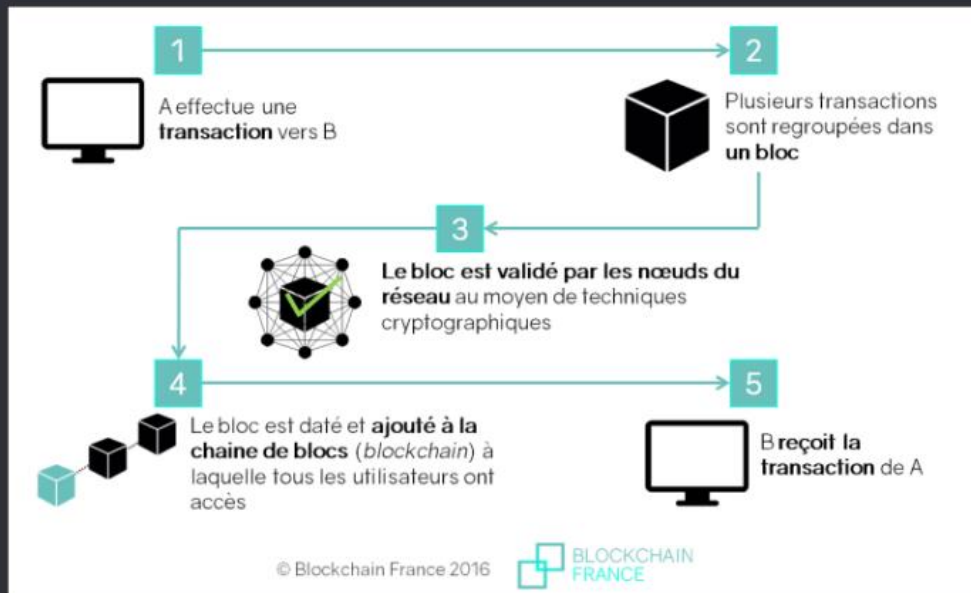 1
A effectue une
transaction vers B
2
Plusieurs transactions
sont regroupées dans
un bloc
3
Le bloc est validé par les nœuds du
réseau au moyen de techniques
cryptographiques
4
Le bloc est daté et ajouté à la
chaine de blocs (blockchain) à
laquelle tous les utilisateurs ont
accès
5
B reçoit la
transaction de A
© Blockchain France 2016
BLOCKCHAIN
FRANCE